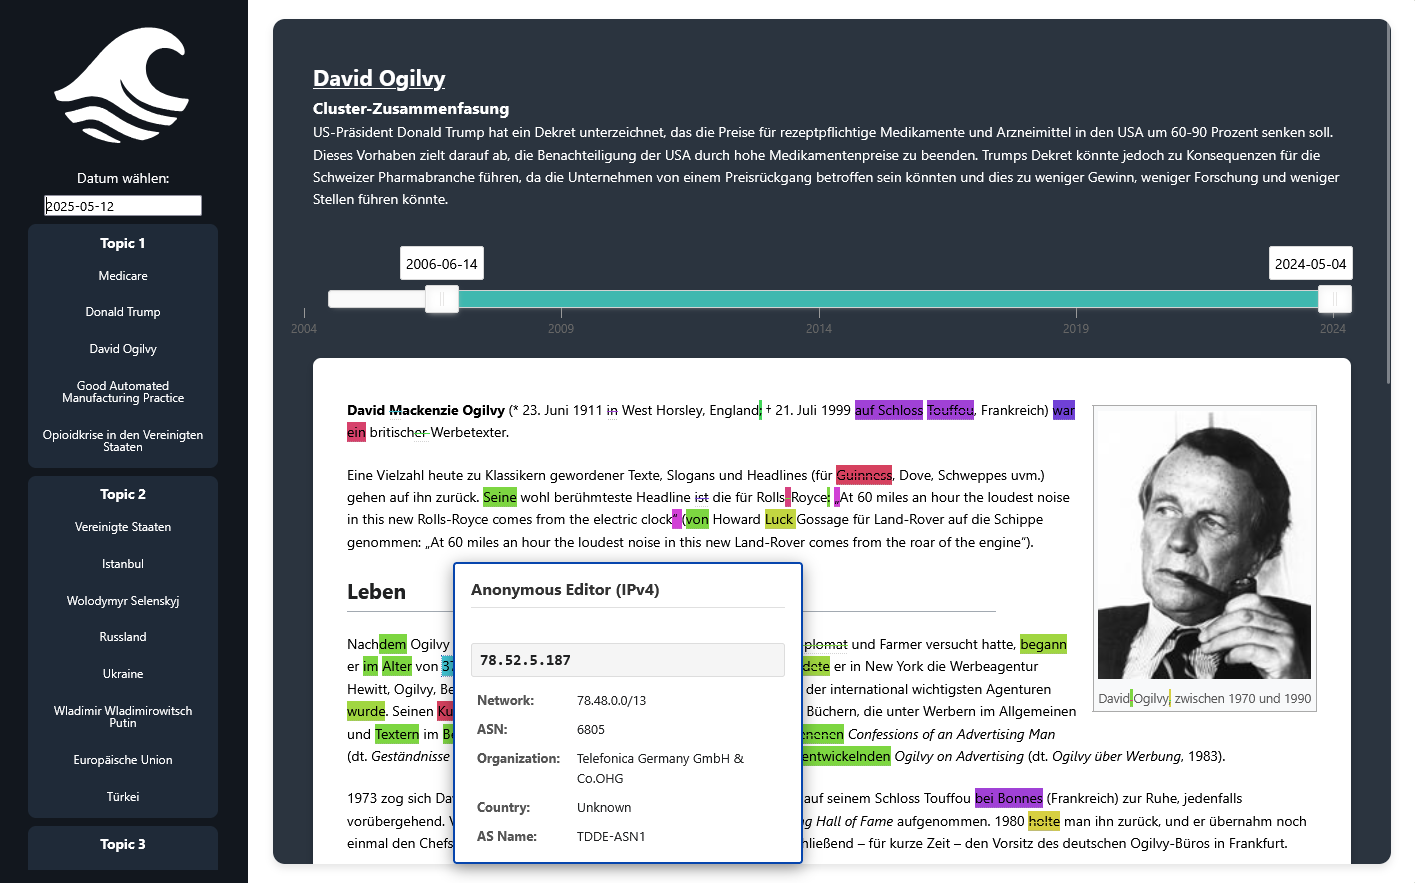 Datum wählen:
2025-05-12
Topic 1
Medicare
Donald Trump
David Ogilvy
Good Automated
Manufacturing Practice
Opioidkrise in den Vereinigten
Staaten
Topic 2
Vereinigte Staaten
Istanbul
Wolodymyr Selenskyj
Russland
Ukraine
Wladimir Wladimirowitsch
Putin
Europäische Union
Türkei
Topic 3
David Ogilvy
Cluster-Zusammenfasung
US-Präsident Donald Trump hat ein Dekret unterzeichnet, das die Preise für rezeptpflichtige Medikamente und Arzneimittel in den USA um 60-90 Prozent senken soll.
Dieses Vorhaben zielt darauf ab, die Benachteiligung der USA durch hohe Medikamentenpreise zu beenden. Trumps Dekret könnte jedoch zu Konsequenzen für die
Schweizer Pharmabranche führen, da die Unternehmen von einem Preisrückgang betroffen sein könnten und dies zu weniger Gewinn, weniger Forschung und weniger
Stellen führen könnte.
2006-06-14
2024-05-04
2004 2009 2014 2019 2024
David Mackenzie Ogilvy (* 23. Juni 1911 in West Horsley, England; † 21. Juli 1999 auf Schloss Touffou, Frankreich) war
ein britischer Werbetexter.
Eine Vielzahl heute zu Klassikern gewordener Texte, Slogans und Headlines (für Guinness, Dove, Schweppes uvm.)
gehen auf ihn zurück. Seine wohl berühmteste Headline ist die für Rolls-Royce: „At 60 miles an hour the loudest noise
in this new Rolls-Royce comes from the electric clock“ (von Howard Luck Gossage für Land-Rover auf die Schippe
genommen: „At 60 miles an hour the loudest noise in this new Land-Rover comes from the roar of the engine“).
Leben
Nachdem Ogilvy plomat und Farmer versucht hatte, begann
er im Alter von 37 dete er in New York die Werbeagentur
Hewitt, Ogilvy, Be der international wichtigsten Agenturen
wurde. Seinen Ku Büchern, die unter Werbern im Allgemeinen
und Textern im Be enenen Confessions of an Advertising Man
(dt. Geständnisse entwickelnden Ogilvy on Advertising (dt. Ogilvy über Werbung, 1983).
1973 zog sich Da auf seinem Schloss Touffou bei Bonnes (Frankreich) zur Ruhe, jedenfalls
vorübergehend. V g Hall of Fame aufgenommen. 1980 holte man ihn zurück, und er übernahm noch
einmal den Chefs hließend – für kurze Zeit – den Vorsitz des deutschen Ogilvy-Büros in Frankfurt.
David Ogilvy, zwischen 1970 und 1990
Anonymous Editor (IPv4)
78.52.5.187
Network: 78.48.0.0/13
ASN: 6805
Organization: Telefonica Germany GmbH &
Co.OHG
Country: Unknown
AS Name: TDDE-ASN1